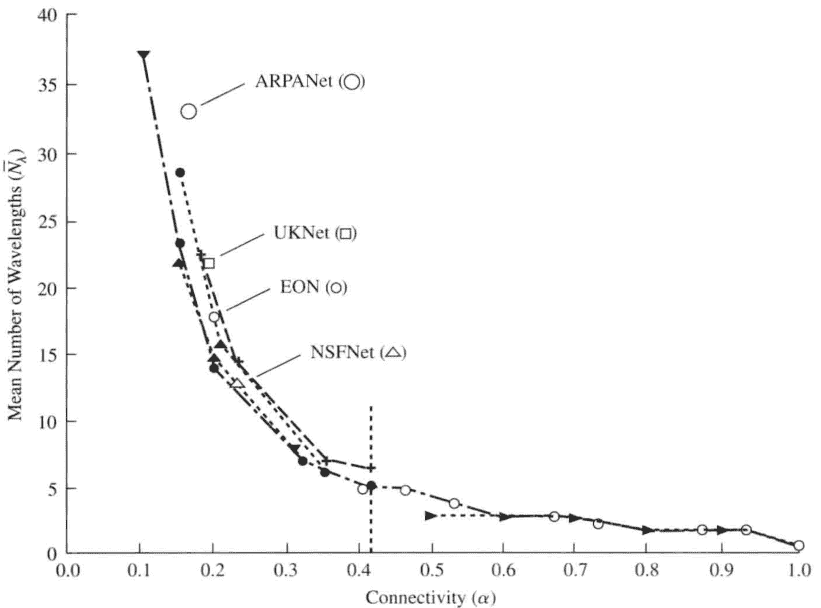 40
35
30
25
20
15
10
5
0
Mean Number of Wavelengths (N̅λ)
ARPANet (○)
UKNet (□)
EON (○)
NSFNet (△)
0.0 0.1 0.2 0.3 0.4 0.5 0.6 0.7 0.8 0.9 1.0
Connectivity (α)